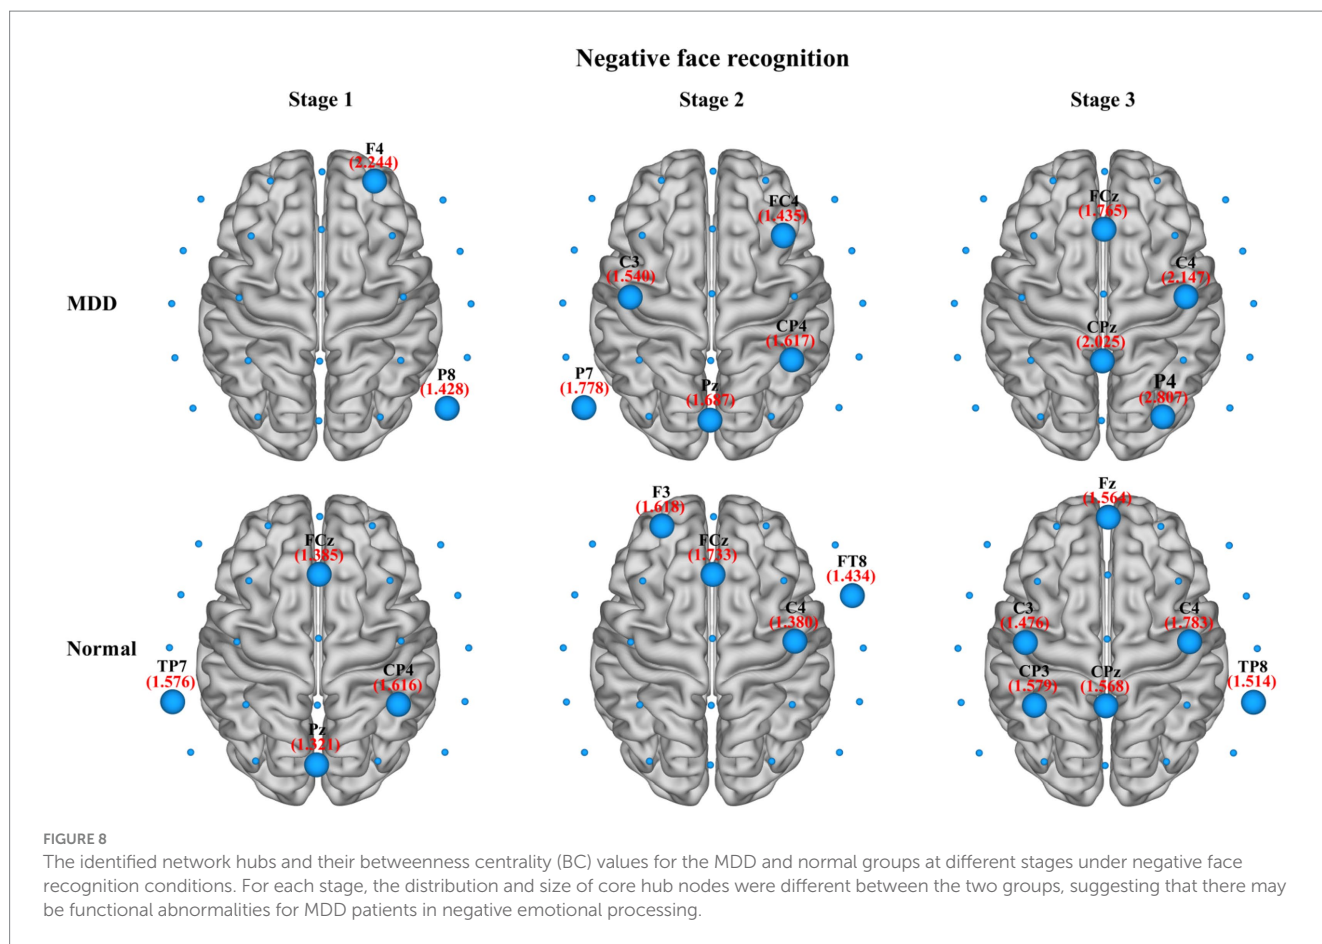 Negative face recognition
Stage 1
Stage 2
Stage 3
MDD
F4
(2.244)
P8
(1.428)
FC4
(1.435)
C3
(1.540)
CP4
(1.617)
P7
(1.778)
Pz
(1.687)
FCz
(1.765)
C4
(2.147)
CPz
(2.025)
P4
(2.807)
Normal
FCz
(1.385)
TP7
(1.576)
CP4
(1.616)
Pz
(1.321)
F3
(1.618)
FCz
(1.733)
FT8
(1.434)
C4
(1.380)
Fz
(1.564)
C3
(1.476)
C4
(1.783)
CP3
(1.579)
CPz
(1.568)
TP8
(1.514)
FIGURE 8
The identified network hubs and their betweenness centrality (BC) values for the MDD and normal groups at different stages under negative face
recognition conditions. For each stage, the distribution and size of core hub nodes were different between the two groups, suggesting that there may
be functional abnormalities for MDD patients in negative emotional processing.